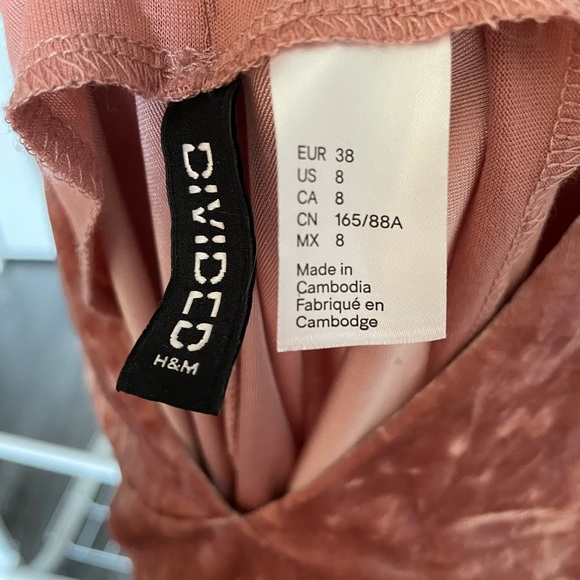 DIVIDED
H&M
EUR 38
US 8
CA 8
CN 165/88A
MX 8
Made in
Cambodia
Fabriqué en
Cambodge